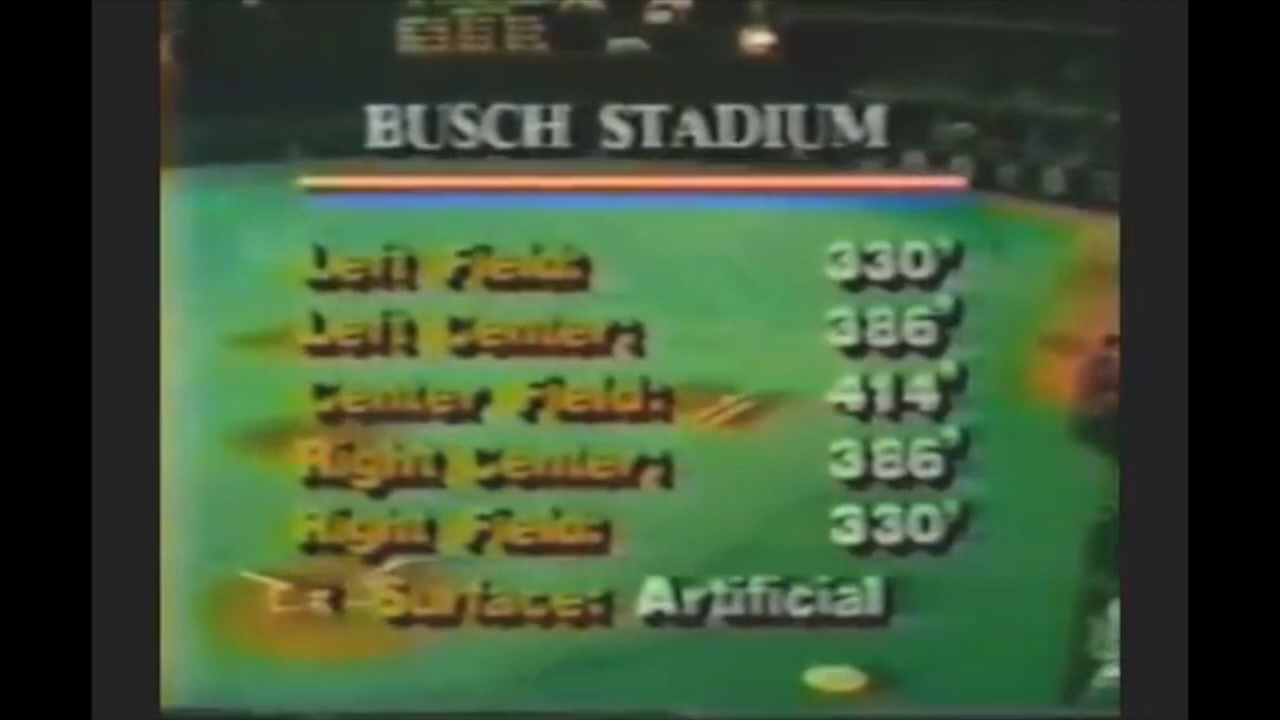 BUSCH STADIUM
Left Field: 330'
Left Center: 386'
Center Field: 414'
Right Center: 386'
Right Field: 330'
Surface: Artificial